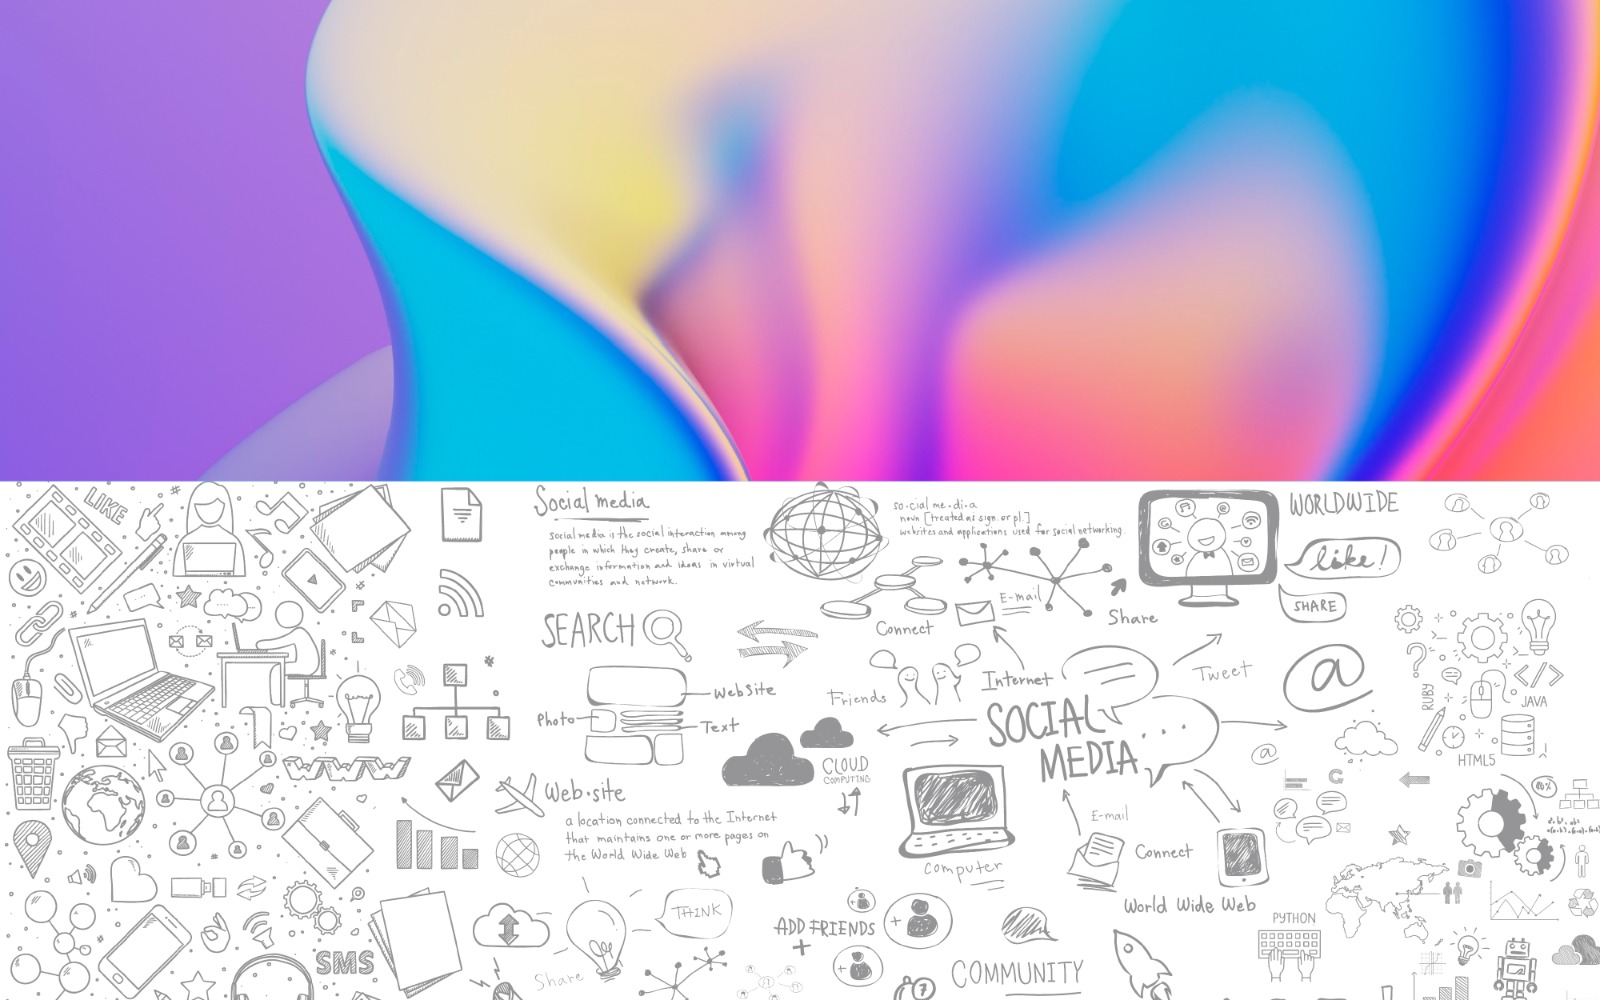 LIKE
Social media
Social media is the social interaction among
people in which they create, share or
exchange information and ideas in virtual
communities and network.
so·cial me·di·a
noun [treated as sign. or pl.]
websites and applications used for social networking.
WORLDWIDE
like!
SHARE
E-mail
Share
Connect
SEARCH
Friends
Internet
Tweet
@
SOCIAL
MEDIA
...
Website
Photo
Text
CLOUD
COMPUTING
WWW
Web·site
a location connected to the Internet
that maintains one or more pages on
the World Wide Web
@
RUBY
JAVA
HTML5
E-mail
Connect
Computer
World Wide Web
THINK
ADD FRIENDS
+
PYTHON
SMS
Share
COMMUNITY
7